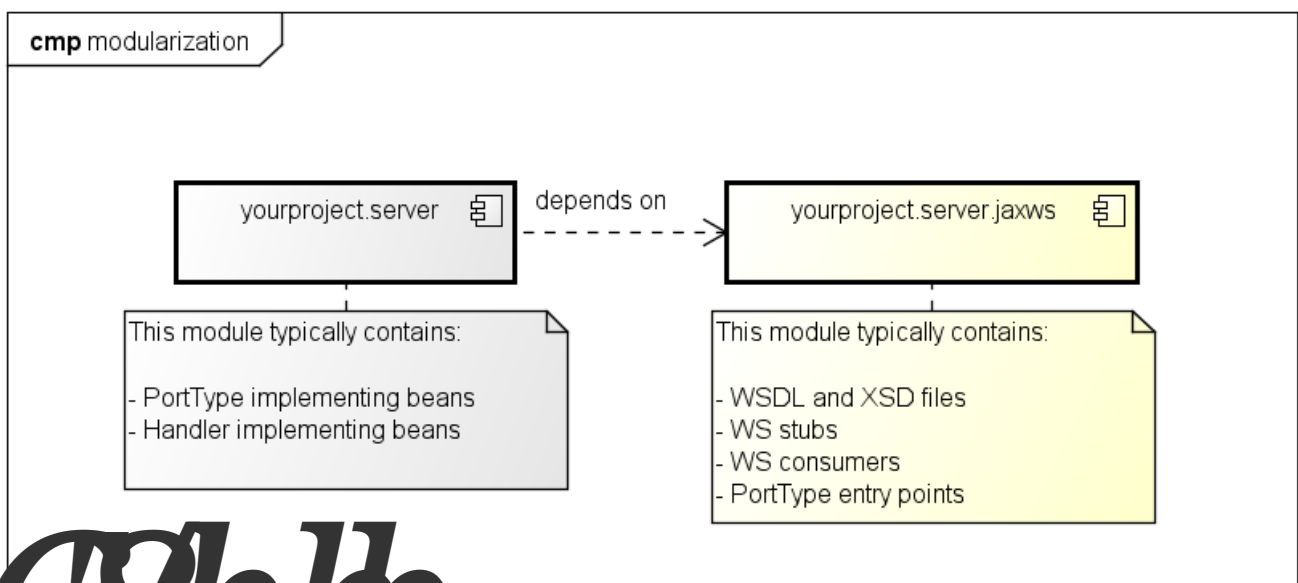 cmp modularization
yourproject.server
depends on
yourproject.server.jaxws
This module typically contains:
- PortType implementing beans
- Handler implementing beans
This module typically contains:
- WSDL and XSD files
- WS stubs
- WS consumers
- PortType entry points